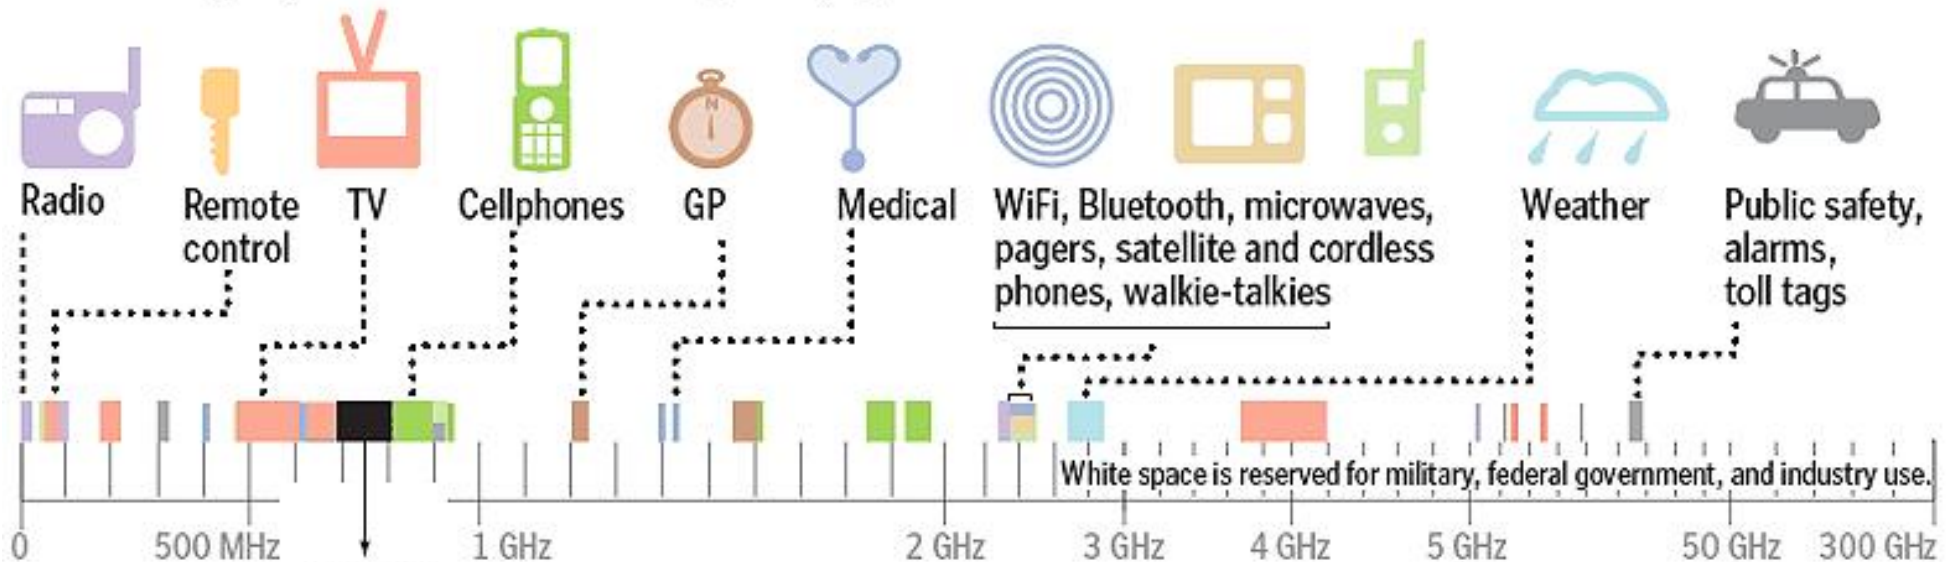 Radio
Remote
control
TV
Cellphones
GP
Medical
WiFi, Bluetooth, microwaves,
pagers, satellite and cordless
phones, walkie-talkies
Weather
Public safety,
alarms,
toll tags
N
White space is reserved for military, federal government, and industry use.
0
500 MHz
1 GHz
2 GHz
3 GHz
4 GHz
5 GHz
50 GHz
300 GHz